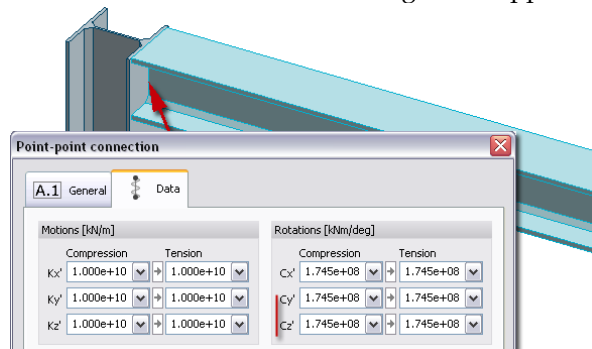 Point-point connection
A.1 General Data
Motions [kN/m] Rotations [kNm/deg]
Compression Tension Compression Tension
Kx' 1.000e+10 1.000e+10 Cx' 1.745e+08 1.745e+08
Ky' 1.000e+10 1.000e+10 Cy' 1.745e+08 1.745e+08
Kz' 1.000e+10 1.000e+10 Cz' 1.745e+08 1.745e+08